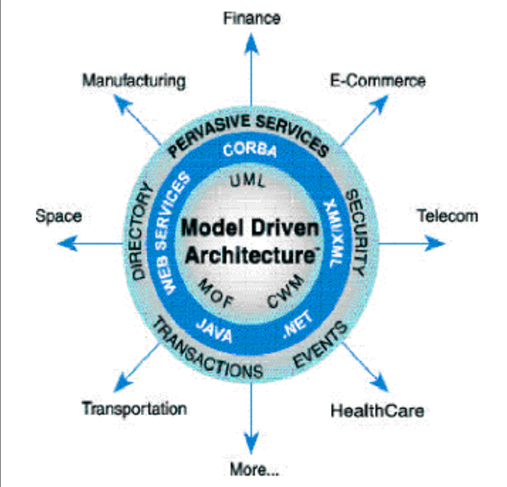 Finance
Manufacturing
E-Commerce
PERVASIVE SERVICES
CORBA
UML
DIRECTORY
WEB SERVICES
XMI/XML
SECURITY
Space
Telecom
Model Driven
Architecture™
MOF
CWM
JAVA
.NET
TRANSACTIONS
EVENTS
Transportation
HealthCare
More...